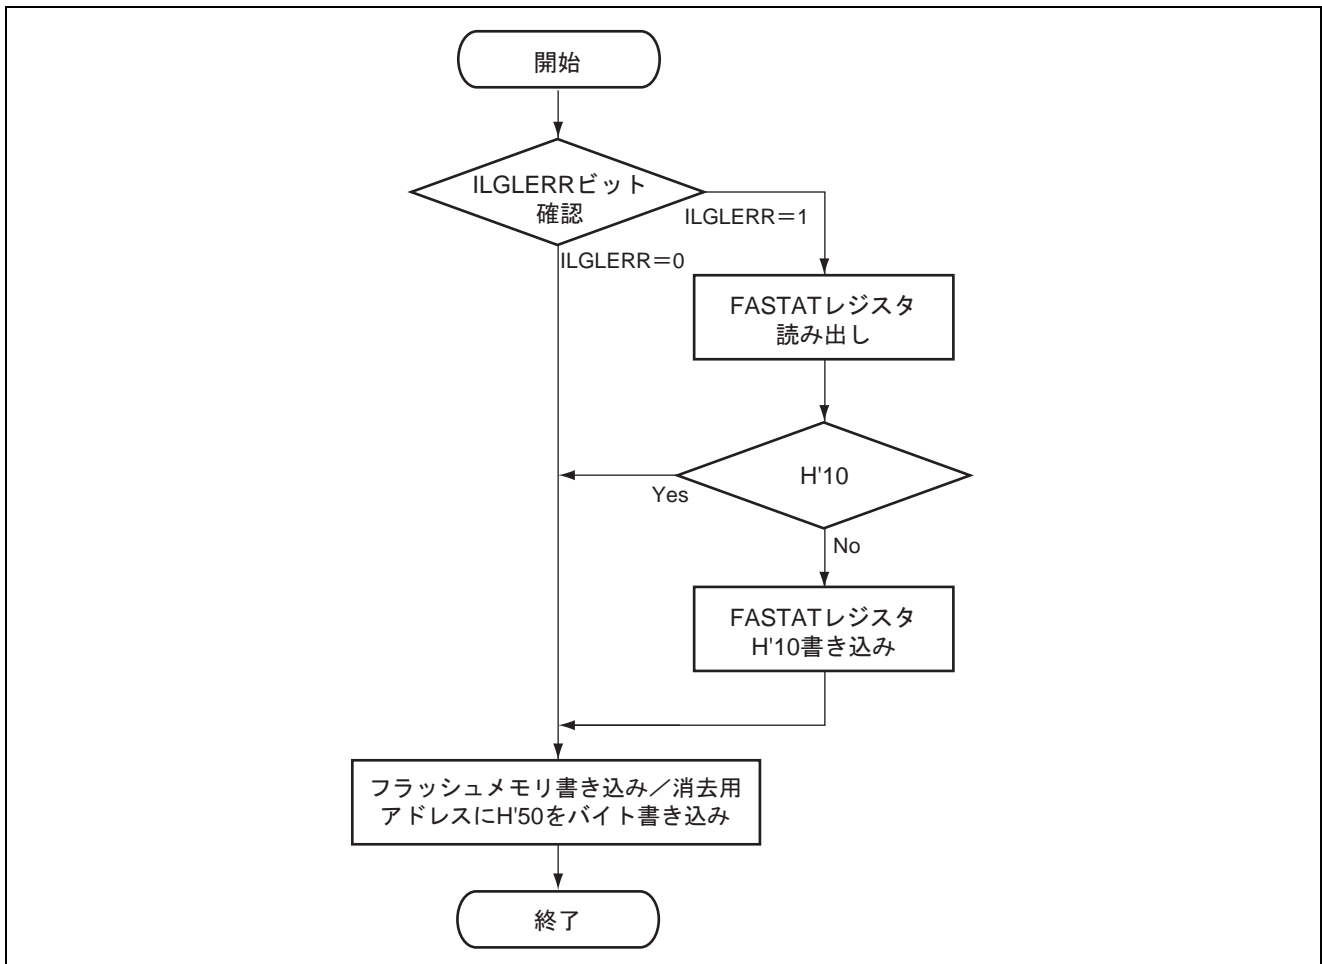 開始
ILGLERRビット
確認
ILGLERR＝1
ILGLERR＝0
FASTATレジスタ
読み出し
H'10
Yes
No
FASTATレジスタ
H'10書き込み
フラッシュメモリ書き込み／消去用
アドレスにH'50をバイト書き込み
終了